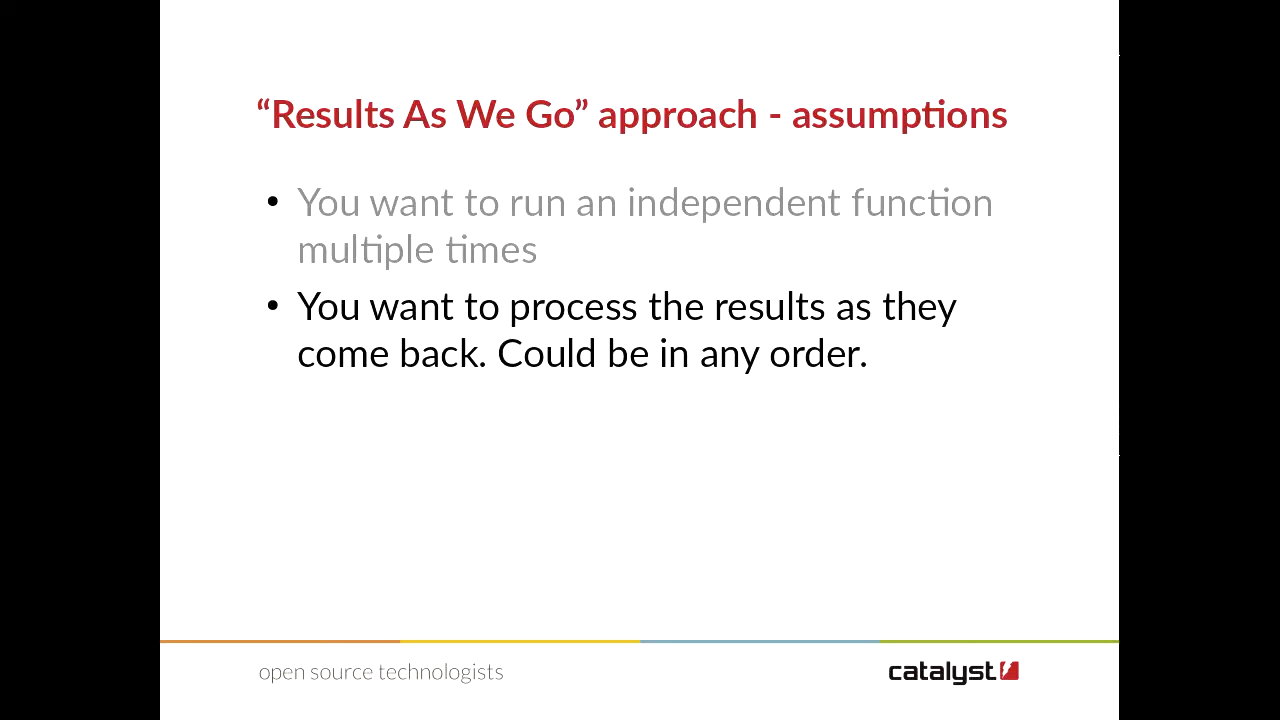 “Results As We Go” approach - assumptions
• You want to run an independent function
multiple times
• You want to process the results as they
come back. Could be in any order.
open source technologists
catalyst